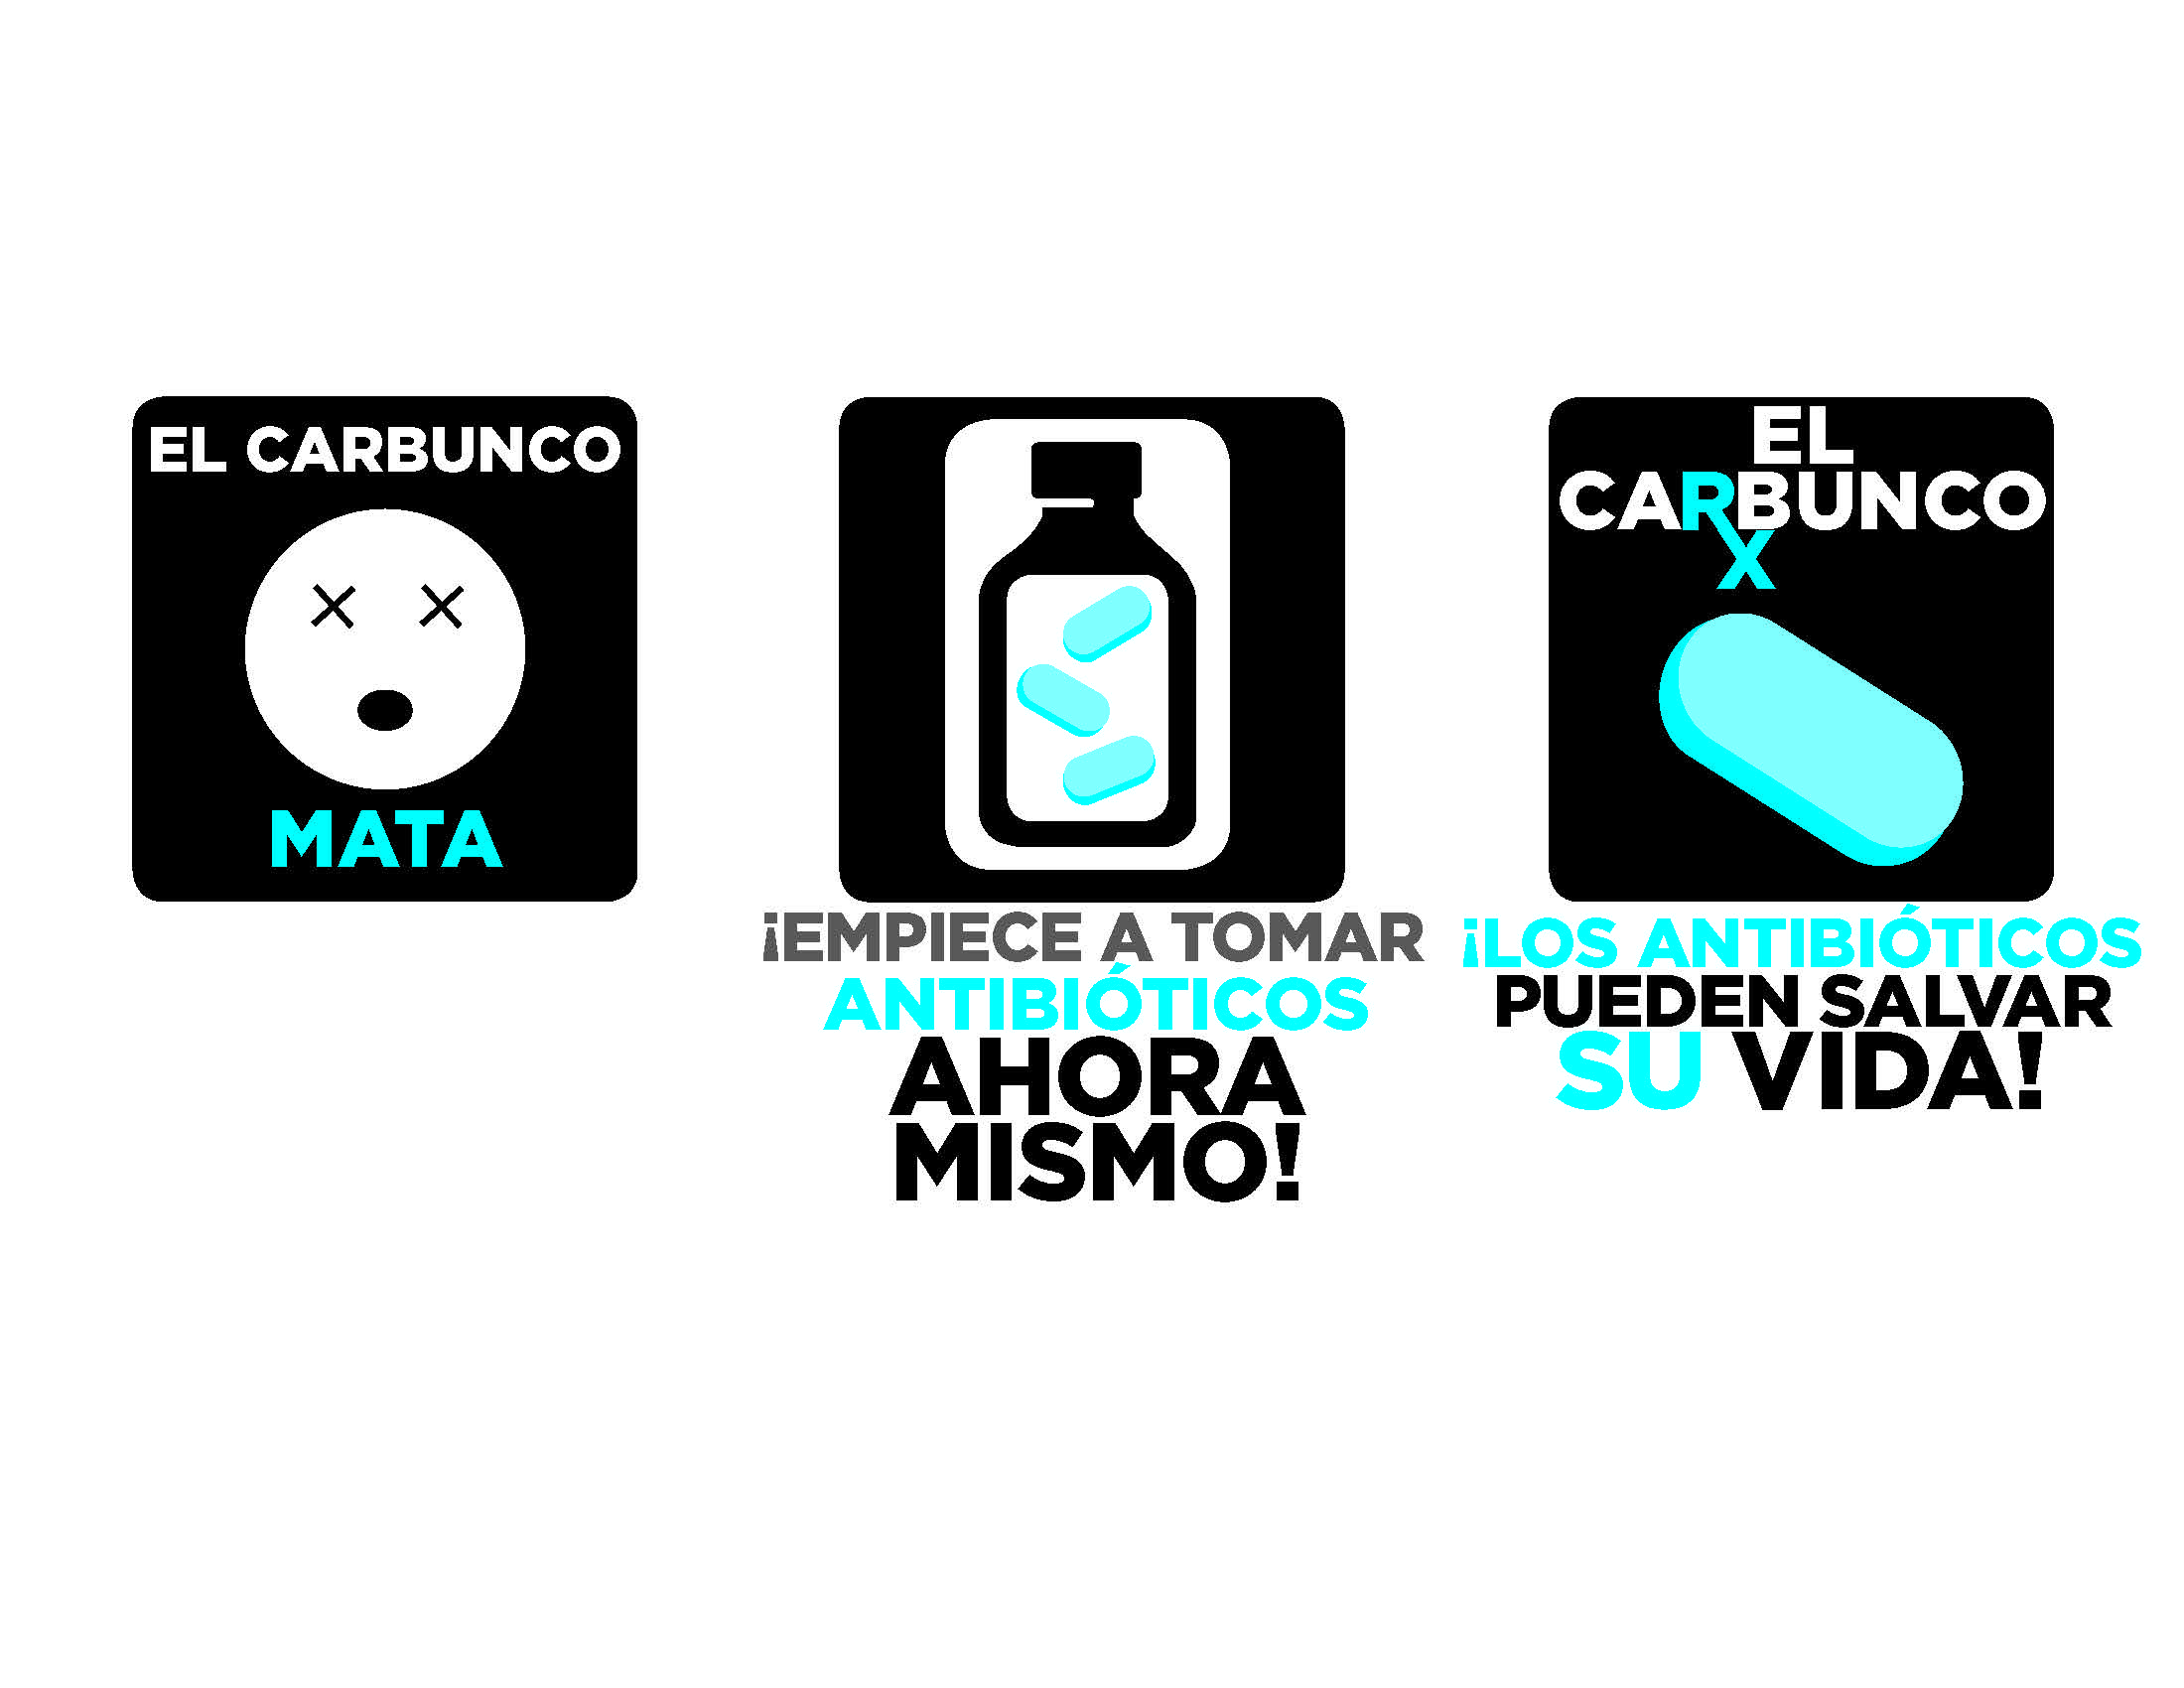 EL CARBUNCO
MATA
¡EMPIECE A TOMAR
ANTIBIÓTICOS
AHORA
MISMO!
EL
CARBUNCO
X
¡LOS ANTIBIÓTICOS
PUEDEN SALVAR
SU VIDA!